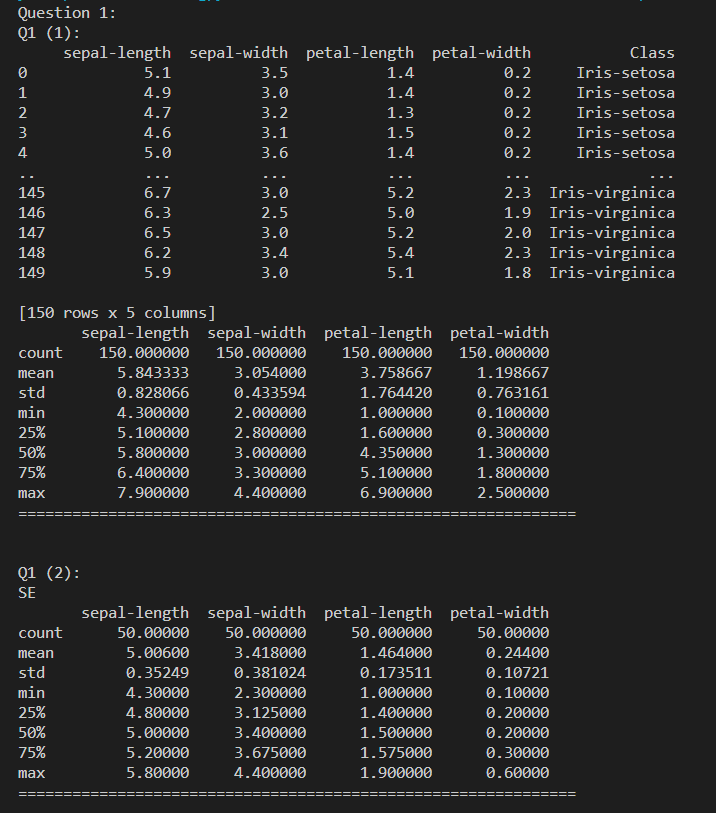 Question 1:
Q1 (1):
     sepal-length  sepal-width  petal-length  petal-width           Class
0             5.1          3.5           1.4          0.2     Iris-setosa
1             4.9          3.0           1.4          0.2     Iris-setosa
2             4.7          3.2           1.3          0.2     Iris-setosa
3             4.6          3.1           1.5          0.2     Iris-setosa
4             5.0          3.6           1.4          0.2     Iris-setosa
..            ...          ...           ...          ...             ...
145           6.7          3.0           5.2          2.3  Iris-virginica
146           6.3          2.5           5.0          1.9  Iris-virginica
147           6.5          3.0           5.2          2.0  Iris-virginica
148           6.2          3.4           5.4          2.3  Iris-virginica
149           5.9          3.0           5.1          1.8  Iris-virginica

[150 rows x 5 columns]
       sepal-length  sepal-width  petal-length  petal-width
count    150.000000   150.000000    150.000000   150.000000
mean       5.843333     3.054000      3.758667     1.198667
std        0.828066     0.433594      1.764420     0.763161
min        4.300000     2.000000      1.000000     0.100000
25%        5.100000     2.800000      1.600000     0.300000
50%        5.800000     3.000000      4.350000     1.300000
75%        6.400000     3.300000      5.100000     1.800000
max        7.900000     4.400000      6.900000     2.500000
==============================================================

Q1 (2):
SE
       sepal-length  sepal-width  petal-length  petal-width
count      50.00000    50.000000     50.000000     50.00000
mean        5.00600     3.418000      1.464000      0.24400
std         0.35249     0.381024      0.173511      0.10721
min         4.30000     2.300000      1.000000      0.10000
25%         4.80000     3.125000      1.400000      0.20000
50%         5.00000     3.400000      1.500000      0.20000
75%         5.20000     3.675000      1.575000      0.30000
max         5.80000     4.400000      1.900000      0.60000
==============================================================